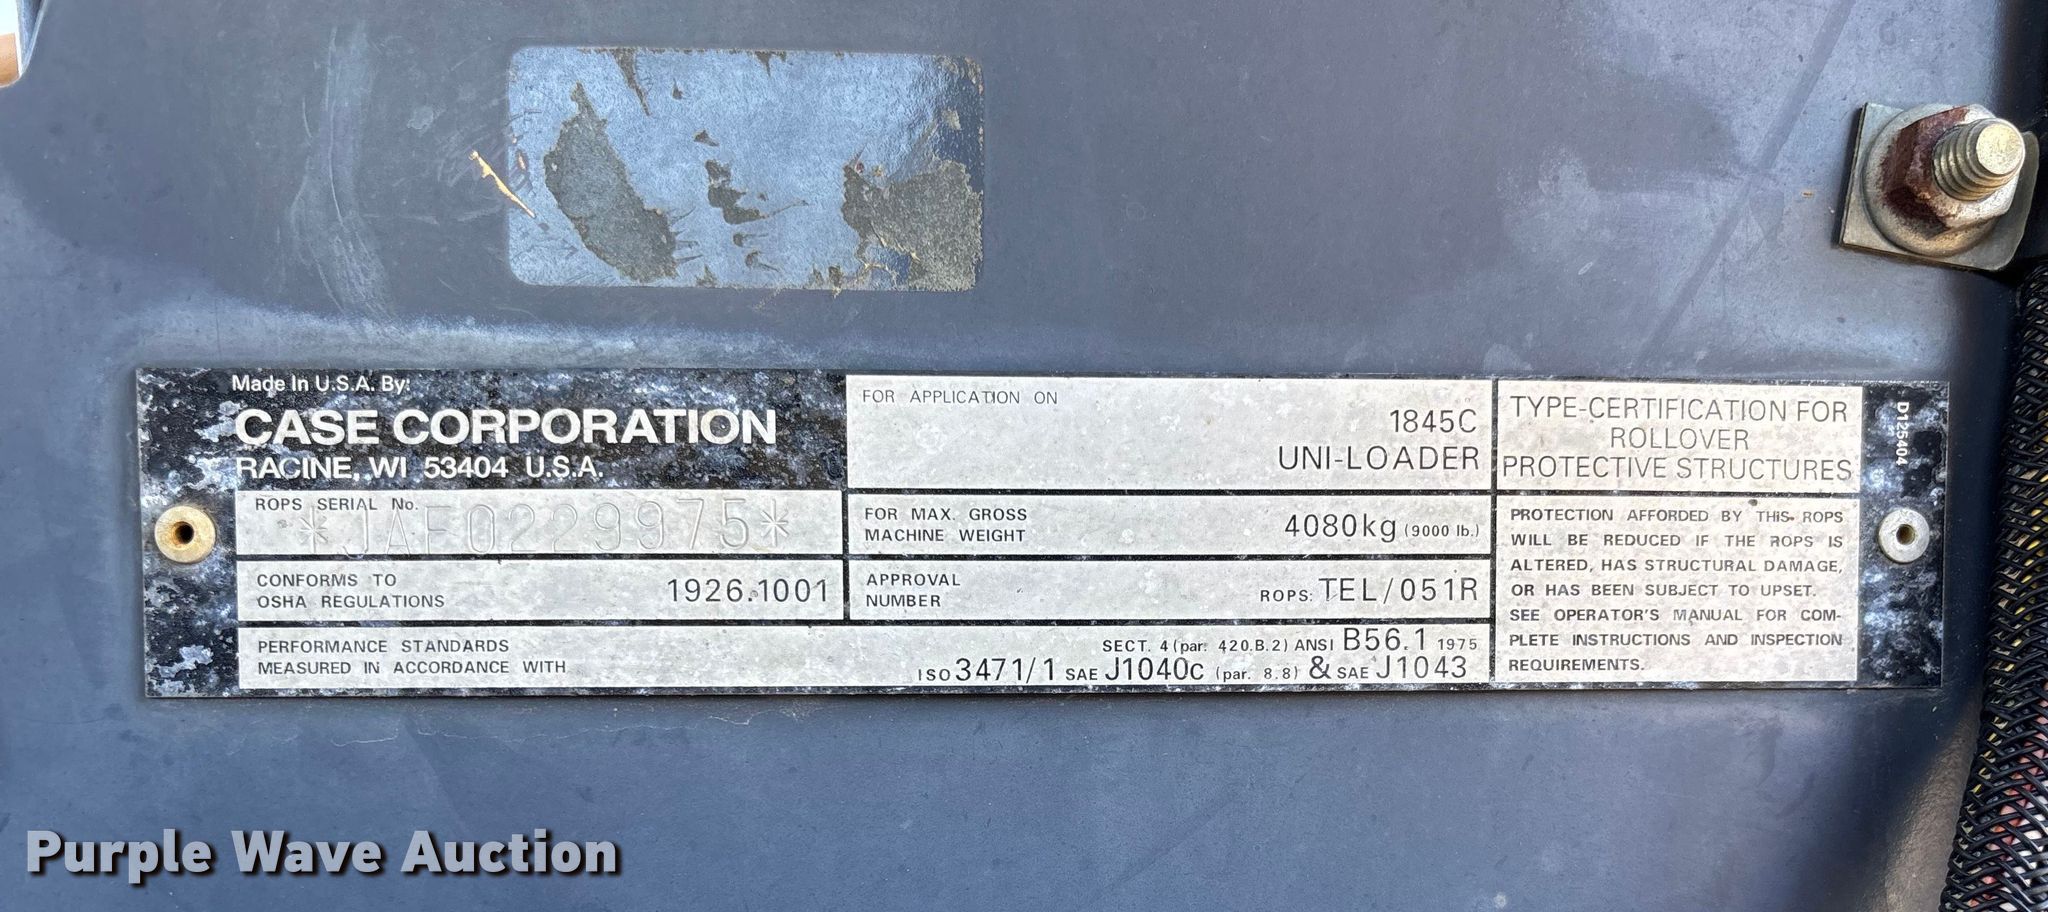 Made In U.S.A. By:
CASE CORPORATION
RACINE, WI 53404 U.S.A.
ROPS SERIAL No.
*JAF0229975*
CONFORMS TO
OSHA REGULATIONS
1926.1001
PERFORMANCE STANDARDS
MEASURED IN ACCORDANCE WITH
SECT. 4 (par. 420.B.2) ANSI B56.1 1975
ISO 3471/1 SAE J1040C (par. 8.8) & SAE J1043
FOR APPLICATION ON
1845C
UNI-LOADER
FOR MAX. GROSS
MACHINE WEIGHT
4080kg (9000 lb.)
APPROVAL
NUMBER
ROPS: TEL/051R
TYPE-CERTIFICATION FOR
ROLLOVER
PROTECTIVE STRUCTURES
PROTECTION AFFORDED BY THIS ROPS
WILL BE REDUCED IF THE ROPS IS
ALTERED, HAS STRUCTURAL DAMAGE,
OR HAS BEEN SUBJECT TO UPSET.
SEE OPERATOR'S MANUAL FOR COM-
PLETE INSTRUCTIONS AND INSPECTION
REQUIREMENTS.
D125404
Purple Wave Auction